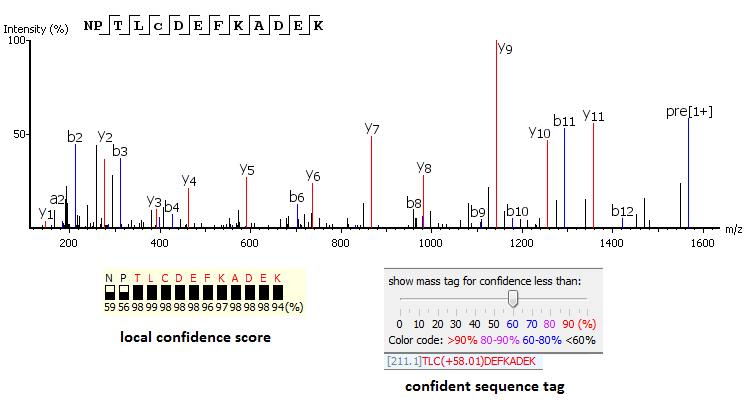 NPTLcDEFKADEK
Intensity (%)
100
y9
pre[1+]
50
b2
y2
b3
y7
y10
b11
y11
a2
y1
y3
b4
y4
y5
b6
y6
y8
b8
b9
b10
b12
200 400 600 800 1000 1200 1400 1600 m/z
N P T L C D E F K A D E K
59 56 98 99 98 98 98 96 97 98 98 98 94(%)
local confidence score
show mass tag for confidence less than:
0 10 20 30 40 50 60 70 80 90 (%)
Color code: >90% 80-90% 60-80% <60%
[211.1]TLC(+58.01)DEFKADEK
confident sequence tag